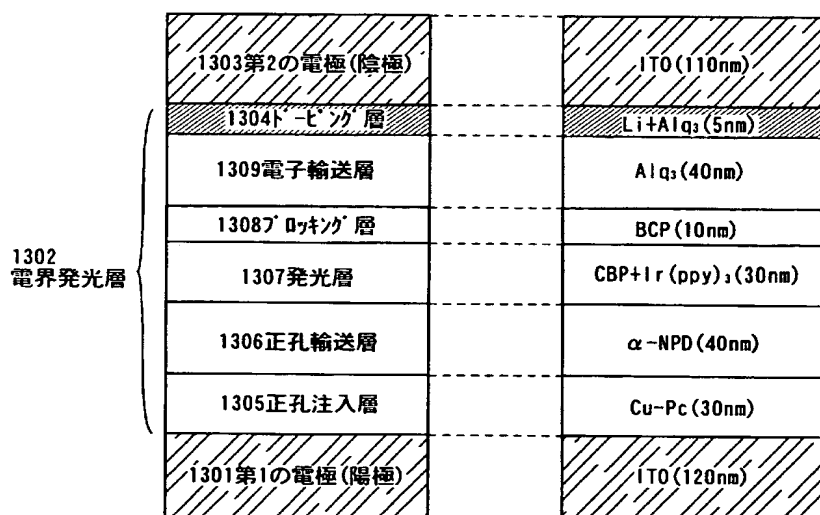 1303第2の電極(陰極)
ITO(110nm)
1304ドーピング層
Li+Alq₃(5nm)
1309電子輸送層
Alq₃(40nm)
1308ブロッキング層
BCP(10nm)
1302
電界発光層
1307発光層
CBP+Ir(ppy)₃(30nm)
1306正孔輸送層
α-NPD(40nm)
1305正孔注入層
Cu-Pc(30nm)
1301第1の電極(陽極)
ITO(120nm)